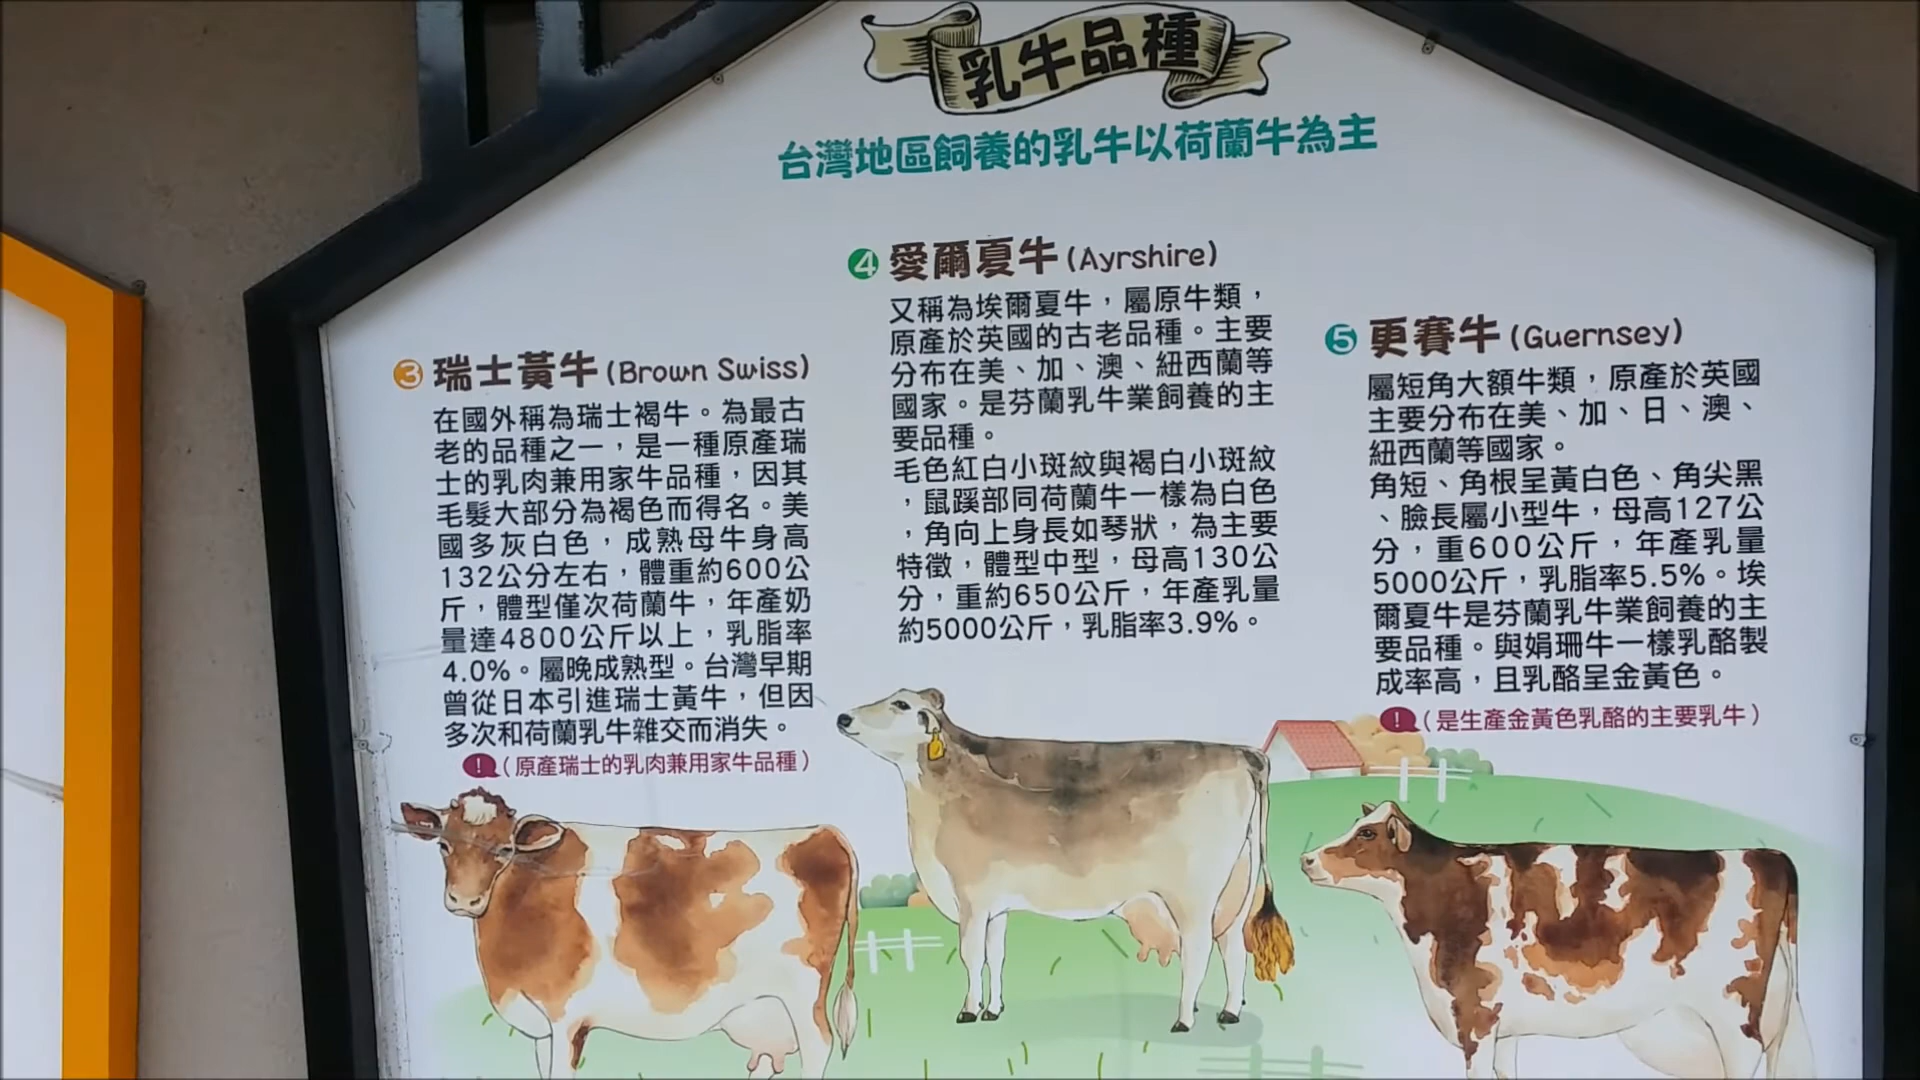 乳牛品種
台灣地區飼養的乳牛以荷蘭牛為主
3 瑞士黃牛(Brown Swiss)
在國外稱為瑞士褐牛。為最古
老的品種之一，是一種原產瑞
士的乳肉兼用家牛品種，因其
毛髮大部分為褐色而得名。美
國多灰白色，成熟母牛身高
132公分左右，體重約600公
斤，體型僅次荷蘭牛，年產奶
量達4800公斤以上，乳脂率
4.0%。屬晚成熟型。台灣早期
曾從日本引進瑞士黃牛，但因
多次和荷蘭乳牛雜交而消失。
!（原產瑞士的乳肉兼用家牛品種）
4 愛爾夏牛(Ayrshire)
又稱為埃爾夏牛，屬原牛類，
原產於英國的古老品種。主要
分布在美、加、澳、紐西蘭等
國家。是芬蘭乳牛業飼養的主
要品種。
毛色紅白小斑紋與褐白小斑紋
，鼠蹊部同荷蘭牛一樣為白色
，角向上身長如琴狀，為主要
特徵，體型中型，母高130公
分，重約650公斤，年產乳量
約5000公斤，乳脂率3.9%。
5 更賽牛(Guernsey)
屬短角大額牛類，原產於英國
主要分布在美、加、日、澳、
紐西蘭等國家。
角短、角根呈黃白色、角尖黑
、臉長屬小型牛，母高127公
分，重600公斤，年產乳量
5000公斤，乳脂率5.5%。埃
爾夏牛是芬蘭乳牛業飼養的主
要品種。與娟珊牛一樣乳酪製
成率高，且乳酪呈金黃色。
!（是生產金黃色乳酪的主要乳牛）